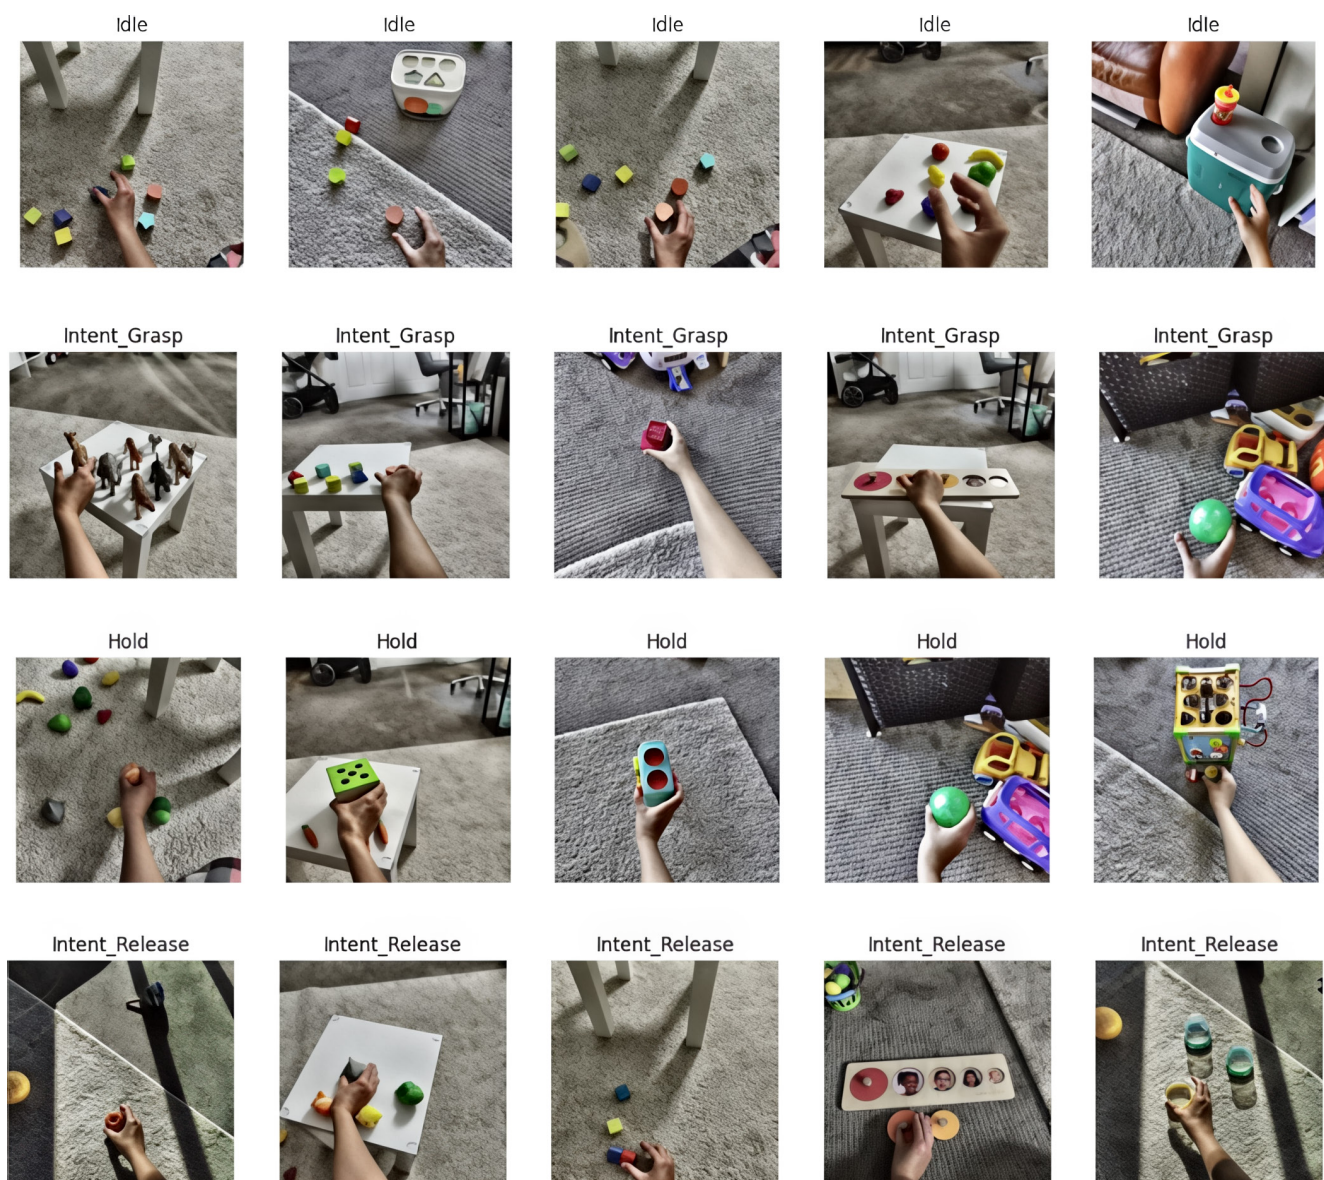 Idle Idle Idle Idle Idle
Intent_Grasp Intent_Grasp Intent_Grasp Intent_Grasp Intent_Grasp
Hold Hold Hold Hold Hold
Intent_Release Intent_Release Intent_Release Intent_Release Intent_Release